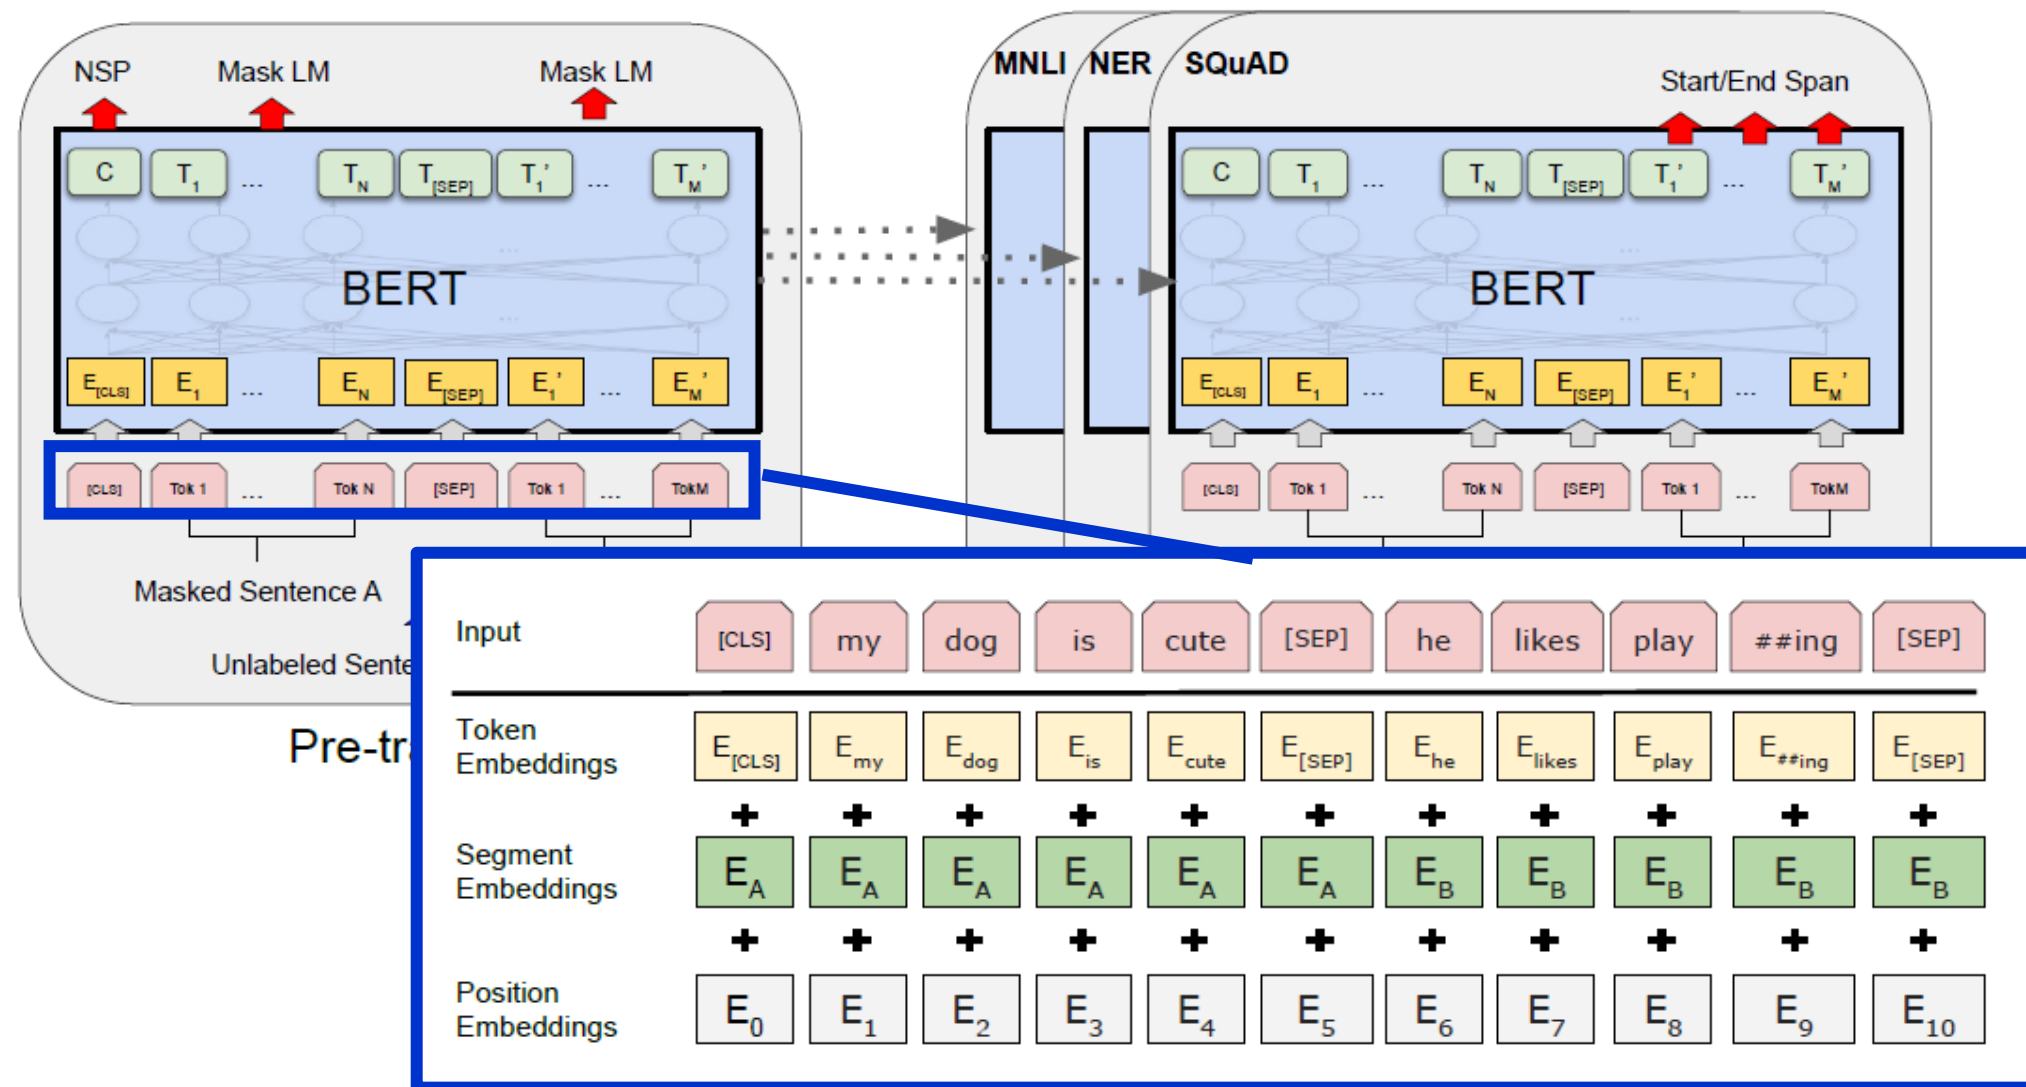 NSP Mask LM Mask LM
C T1 ... TN T[SEP] T1' ... TM'
...
BERT
...
E[CLS] E1 ... EN E[SEP] E1' ... EM'
[CLS] Tok 1 ... Tok N [SEP] Tok 1 ... TokM
Masked Sentence A
Unlabeled Sente
Pre-tr
MNLI NER SQuAD
Start/End Span
C T1 ... TN T[SEP] T1' ... TM'
...
BERT
...
E[CLS] E1 ... EN E[SEP] E1' ... EM'
[CLS] Tok 1 ... Tok N [SEP] Tok 1 ... TokM
Input [CLS] my dog is cute [SEP] he likes play ##ing [SEP]
Token
Embeddings E[CLS] Emy Edog Eis Ecute E[SEP] Ehe Elikes Eplay E##ing E[SEP]
+ + + + + + + + + + +
Segment
Embeddings EA EA EA EA EA EA EB EB EB EB EB
+ + + + + + + + + + +
Position
Embeddings E0 E1 E2 E3 E4 E5 E6 E7 E8 E9 E10